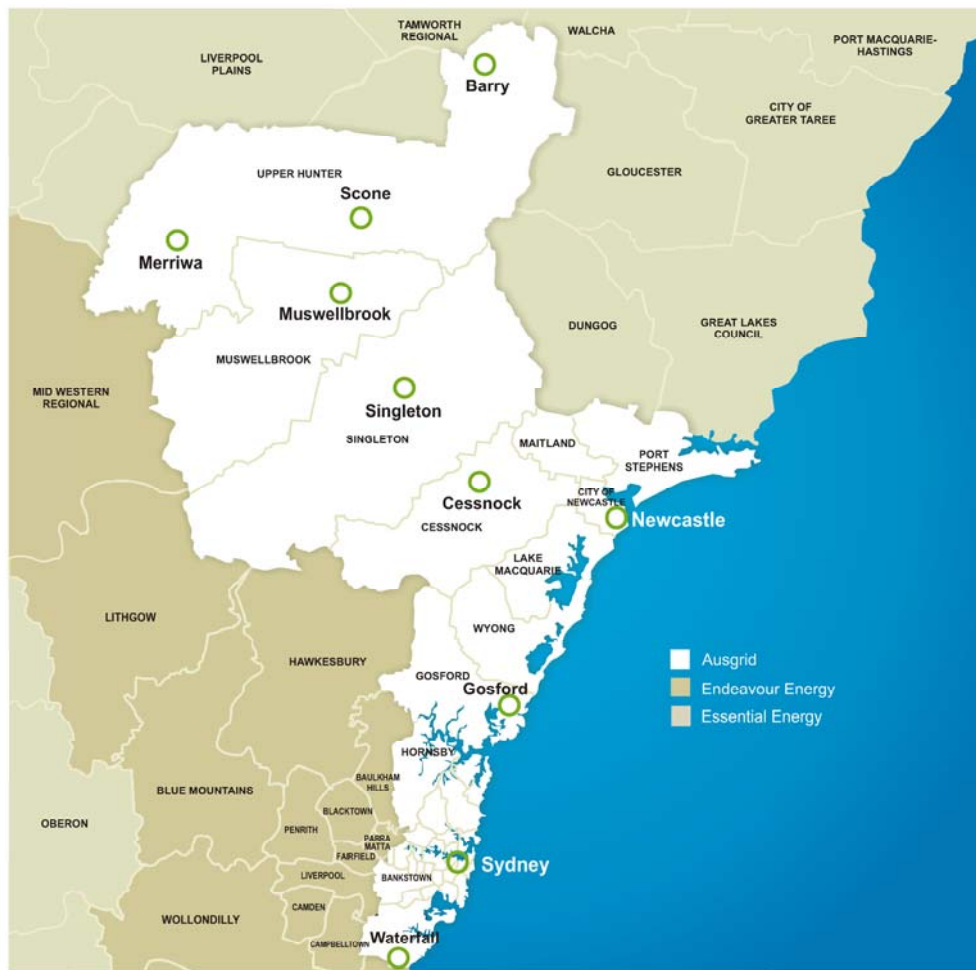 TAMWORTH
REGIONAL
WALCHA
PORT MACQUARIE-
HASTINGS
LIVERPOOL
PLAINS
Barry
CITY OF
GREATER TAREE
UPPER HUNTER
Scone
GLOUCESTER
Merriwa
Muswellbrook
DUNGOG
GREAT LAKES
COUNCIL
MUSWELLBROOK
MID WESTERN
REGIONAL
Singleton
SINGLETON
MAITLAND
PORT
STEPHENS
Cessnock
CITY OF
NEWCASTLE
CESSNOCK
Newcastle
LAKE
MACQUARIE
LITHGOW
WYONG
HAWKESBURY
GOSFORD
Gosford
Ausgrid
Endeavour Energy
Essential Energy
HORNSBY
BAULKHAM
HILLS
BLUE MOUNTAINS
BLACKTOWN
OBERON
PENRITH
PARRA
MATTA
FAIRFIELD
Sydney
LIVERPOOL
BANKSTOWN
CAMDEN
WOLLONDILLY
Waterfall
CAMPBELLTOWN